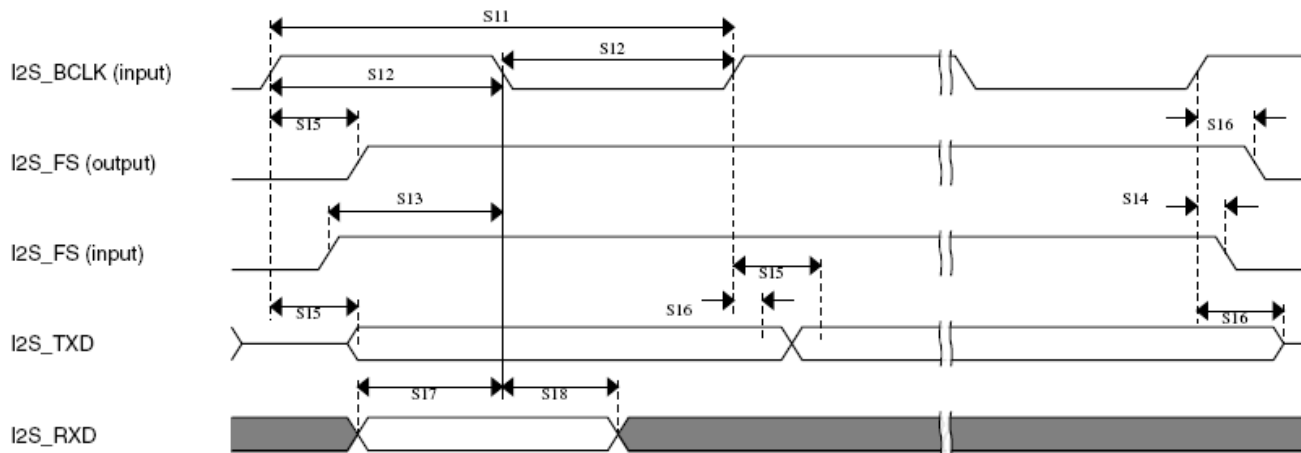 S11
I2S_BCLK (input)
S12
S12
S15
S16
I2S_FS (output)
S13
S14
I2S_FS (input)
S15
S15
S16
S16
I2S_TXD
S17
S18
I2S_RXD